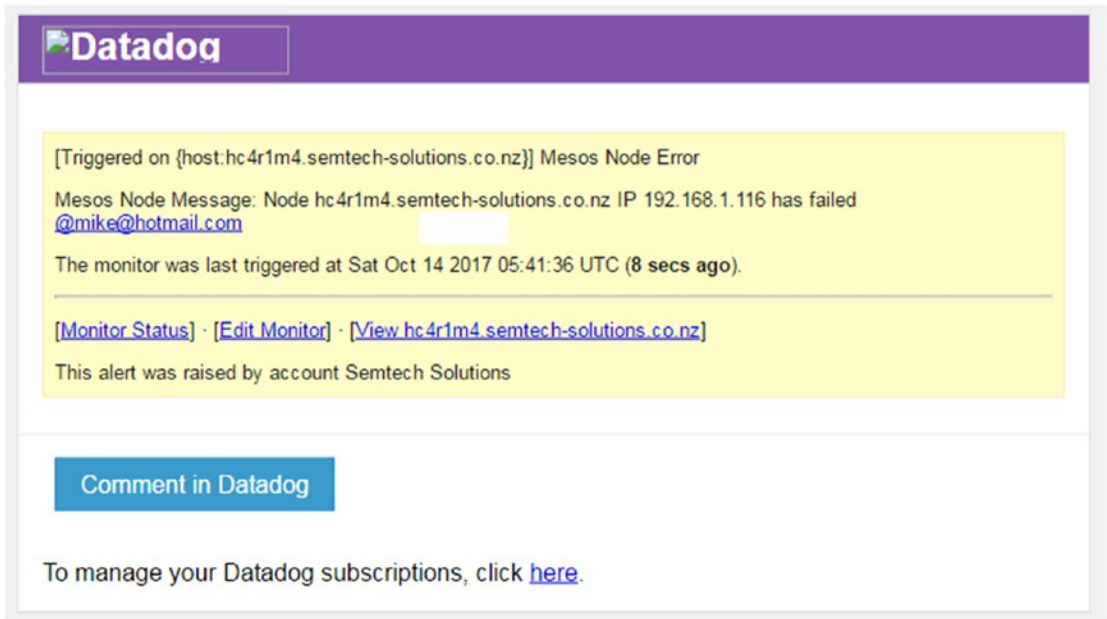 Datadog
[Triggered on {host:hc4r1m4.semtech-solutions.co.nz}] Mesos Node Error
Mesos Node Message: Node hc4r1m4.semtech-solutions.co.nz IP 192.168.1.116 has failed
@mike@hotmail.com
The monitor was last triggered at Sat Oct 14 2017 05:41:36 UTC (8 secs ago).
[Monitor Status] · [Edit Monitor] · [View hc4r1m4.semtech-solutions.co.nz]
This alert was raised by account Semtech Solutions
Comment in Datadog
To manage your Datadog subscriptions, click here.